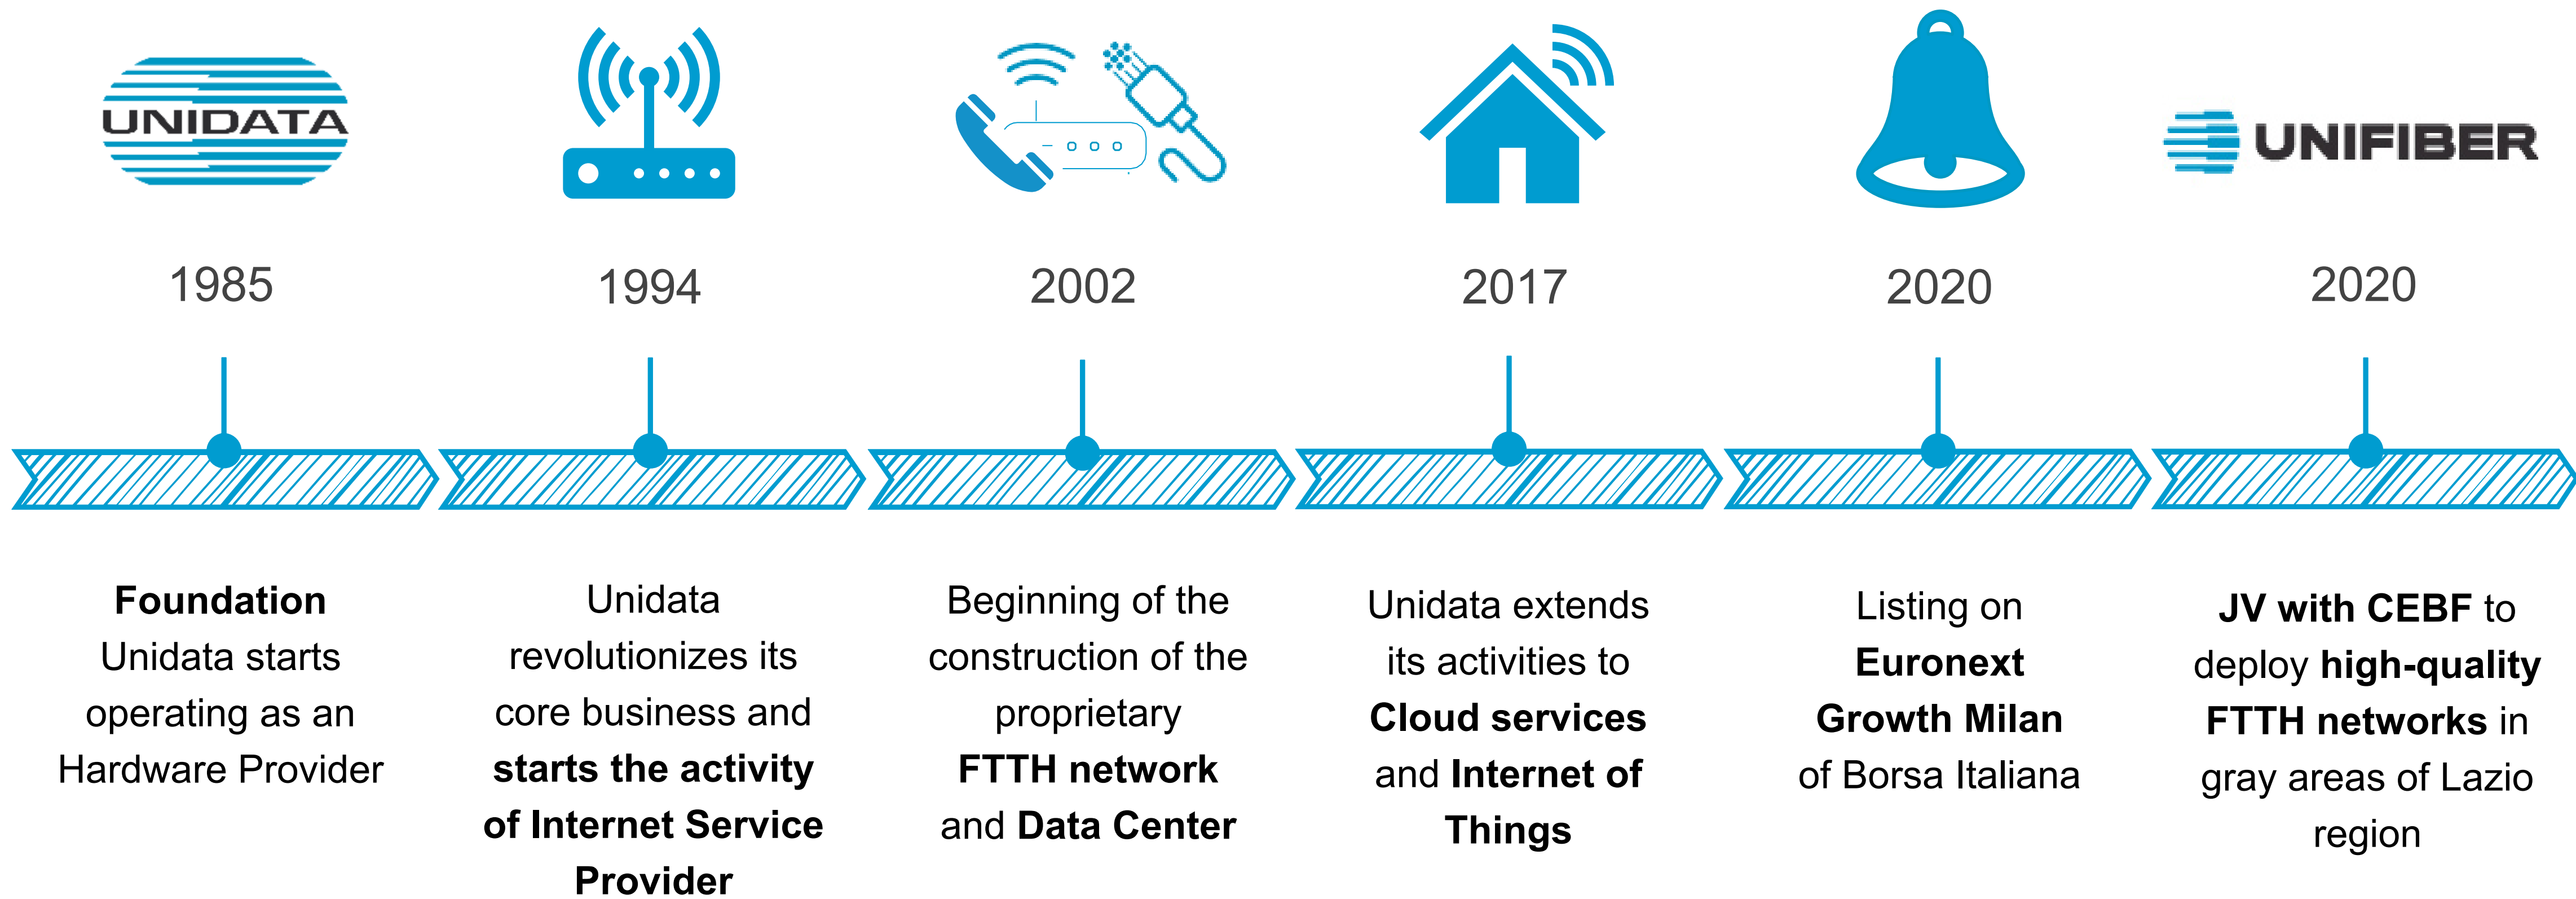 UNIDATA
UNIFIBER
1985
1994
2002
2017
2020
2020
Foundation
Unidata starts
operating as an
Hardware Provider
Unidata
revolutionizes its
core business and
starts the activity
of Internet Service
Provider
Beginning of the
construction of the
proprietary
FTTH network
and Data Center
Unidata extends
its activities to
Cloud services
and Internet of
Things
Listing on
Euronext
Growth Milan
of Borsa Italiana
JV with CEBF to
deploy high-quality
FTTH networks in
gray areas of Lazio
region